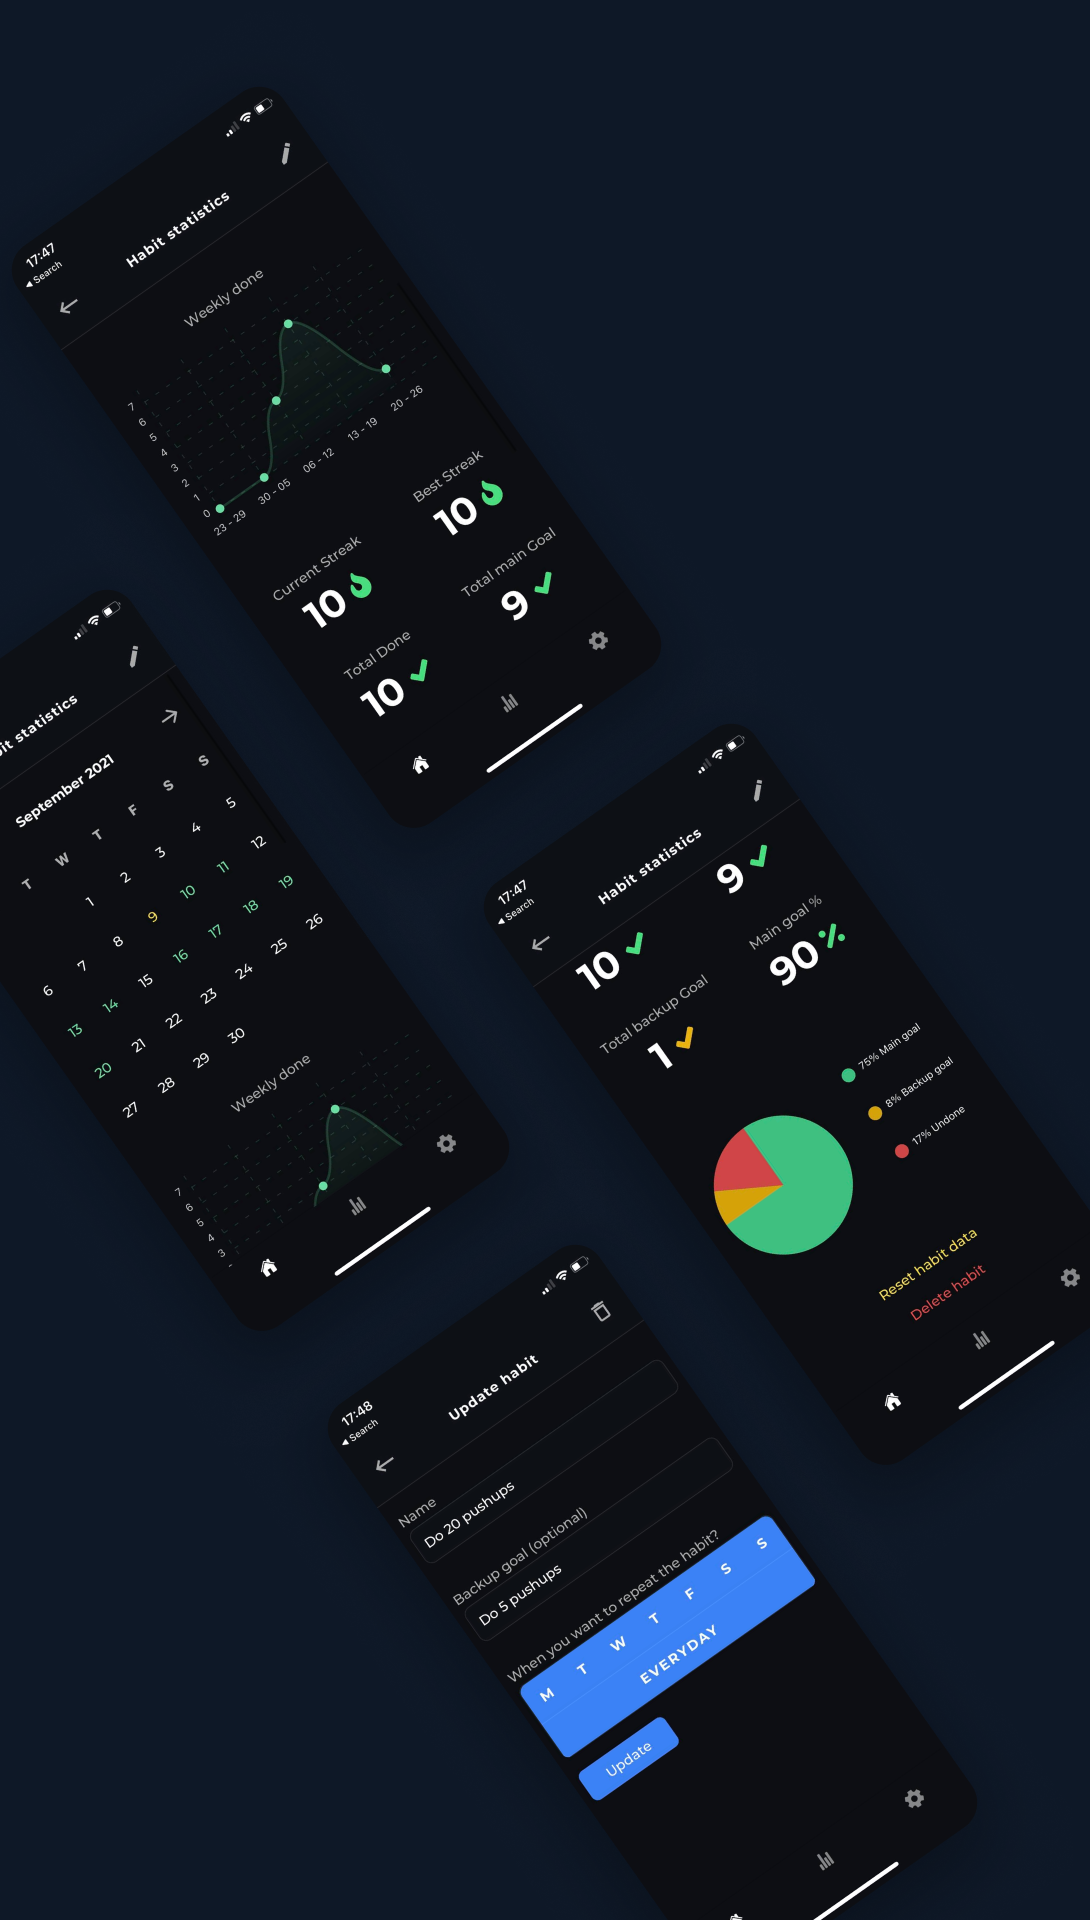 17:47
Search
Habit statistics
Weekly done
7
6
5
4
3
2
1
0
23 - 29
30 - 05
06 - 12
13 - 19
20 - 26
Current Streak
10
Best Streak
10
Total Done
10
Total main Goal
9
it statistics
September 2021
T W T F S S
1 2 3 4 5
6 7 8 9 10 11 12
13 14 15 16 17 18 19
20 21 22 23 24 25 26
27 28 29 30
Weekly done
7
6
5
4
3
17:47
Search
Habit statistics
10
9
Total backup Goal
1
Main goal %
90%
75% Main goal
8% Backup goal
17% Undone
Reset habit data
Delete habit
17:48
Search
Update habit
Name
Do 20 pushups
Backup goal (optional)
Do 5 pushups
When you want to repeat the habit?
M T W T F S S
EVERYDAY
Update